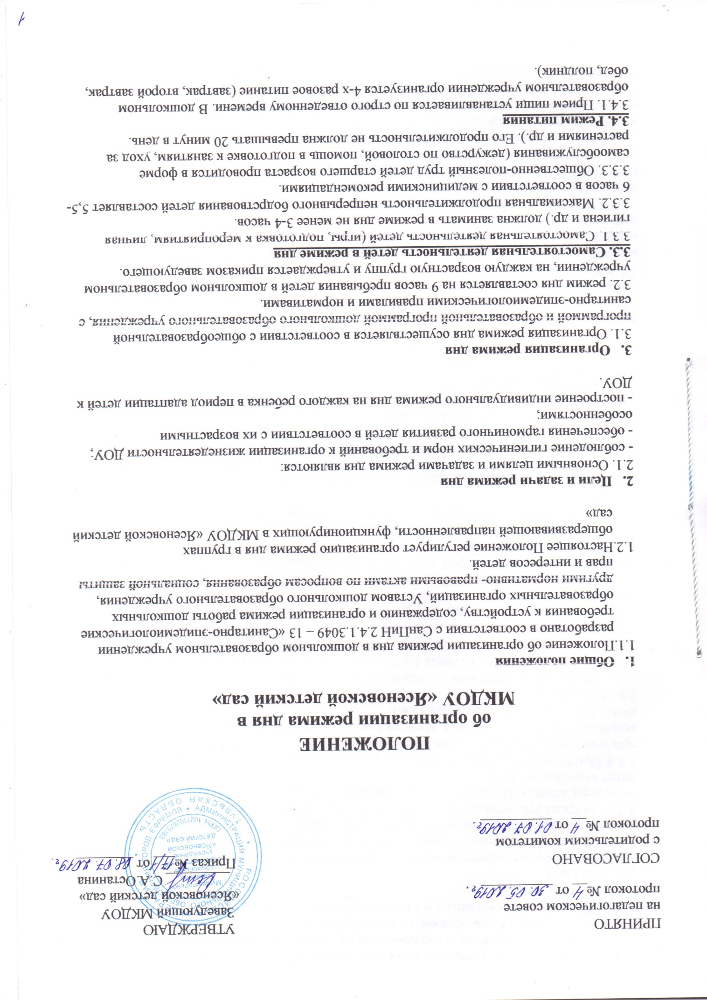 ПРИНЯТО
на педагогическом совете
протокол № 4 от 30.05.2019г.
СОГЛАСОВАНО
с родительским комитетом
протокол № 4 от 01.07.2019г.
УТВЕРЖДАЮ
Заведующий МКДОУ
«Ясеновской детский сад»
С.А.Останина
Приказ № 17/1 от 08.07.2019г.
РОССИЙСКАЯ ФЕДЕРАЦИЯ • ТУЛЬСКАЯ ОБЛАСТЬ •
АДМИНИСТРАЦИЯ МУНИЦИПАЛЬНОГО ОБРАЗОВАНИЯ ГОРОД ЕФРЕМОВ •
Муниципальное
казенное
дошкольное
образовательное
учреждение
«Ясеновской
детский сад»
ОГРН 1027102875183
ПОЛОЖЕНИЕ
об организации режима дня в
МКДОУ «Ясеновской детский сад»
1. Общие положения
1.1.Положение об организации режима дня в дошкольном образовательном учреждении
разработано в соответствии с СанПиН 2.4.1.3049 – 13 «Санитарно-эпидемиологические
требования к устройству, содержанию и организации режима работы дошкольных
образовательных организаций, Уставом дошкольного образовательного учреждения,
другими нормативно- правовыми актами по вопросам образования, социальной защиты
прав и интересов детей.
1.2.Настоящее Положение регулирует организацию режима дня в группах
общеразвивающей направленности, функционирующих в МКДОУ «Ясеновской детский
сад»
2. Цели и задачи режима дня
2.1. Основными целями и задачами режима дня являются:
- соблюдение гигиенических норм и требований к организации жизнедеятельности ДОУ;
- обеспечения гармоничного развития детей в соответствии с их возрастными
особенностями;
- построение индивидуального режима дня на каждого ребенка в период адаптации детей к
ДОУ.
3. Организация режима дня
3.1. Организация режима дня осуществляется в соответствии с общеобразовательной
программой и образовательной программой дошкольного образовательного учреждения, с
санитарно-эпидемиологическими правилами и нормативами.
3.2. режим дня составляется на 9 часов пребывания детей в дошкольном образовательном
учреждении, на каждую возрастную группу и утверждается приказом заведующего.
3.3. Самостоятельная деятельность детей в режиме дня
3.3.1. Самостоятельная деятельность детей (игры, подготовка к мероприятиям, личная
гигиена и др.) должна занимать в режиме дня не менее 3-4 часов.
3.3.2. Максимальная продолжительность непрерывного бодрствования детей составляет 5,5-
6 часов в соответствии с медицинскими рекомендациями.
3.3.3. Общественно-полезный труд детей старшего возраста проводится в форме
самообслуживания (дежурство по столовой, помощь в подготовке к занятиям, уход за
растениями и др.). Его продолжительность не должна превышать 20 минут в день.
3.4. Режим питания
3.4.1. Прием пищи устанавливается по строго отведенному времени. В дошкольном
образовательном учреждении организуется 4-х разовое питание (завтрак, второй завтрак,
обед, полдник).
1